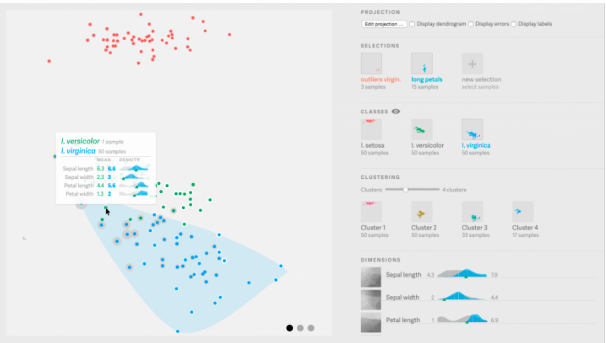 PROJECTION
Edit projection ... Display dendrogram Display errors Display labels
SELECTIONS
outliers virgin. long petals new selection
3 samples 15 samples select samples
CLASSES
I. setosa I. versicolor I. virginica
50 samples 50 samples 50 samples
CLUSTERING
Clusters 4 clusters
Cluster 1 Cluster 2 Cluster 3 Cluster 4
50 samples 50 samples 33 samples 17 samples
DIMENSIONS
Sepal length 4.3 7.9
Sepal width 2 4.4
Petal length 1 6.9
I. versicolor 1 sample
I. virginica 50 samples
MEAN DENSITY
Sepal length 6.3 6.6
Sepal width 2.3 3
Petal length 4.4 5.6
Petal width 1.3 2